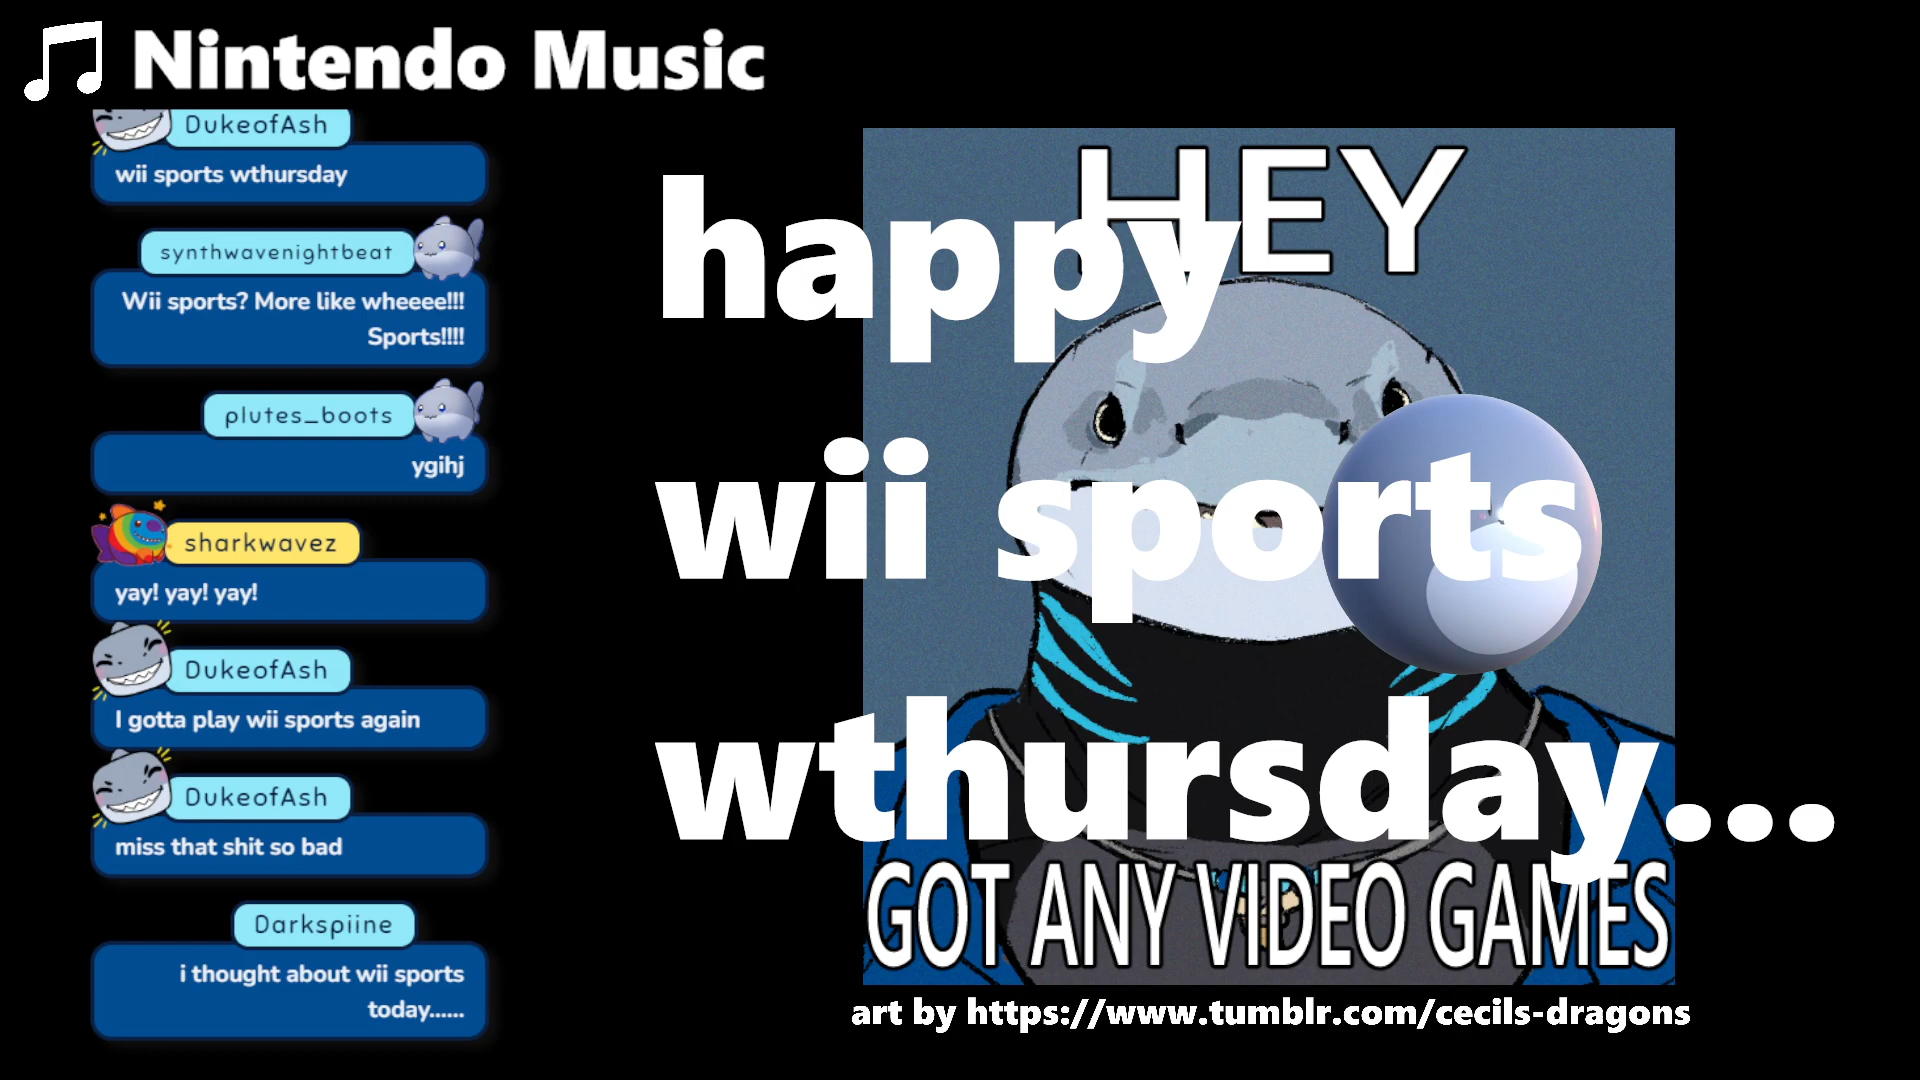 Nintendo Music
DukeofAsh
wii sports wthursday
synthwavenightbeat
Wii sports? More like wheeee!!!
Sports!!!!
plutes_boots
ygihj
sharkwavez
yay! yay! yay!
DukeofAsh
I gotta play wii sports again
DukeofAsh
miss that shit so bad
Darkspiine
i thought about wii sports
today......
HEY
happy
wii sports
wthursday...
GOT ANY VIDEO GAMES
art by https://www.tumblr.com/cecils-dragons